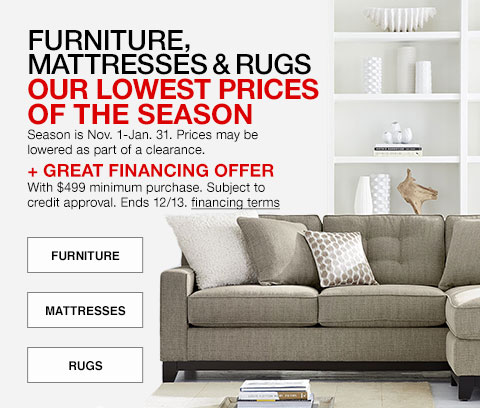 FURNITURE,
MATTRESSES & RUGS
OUR LOWEST PRICES
OF THE SEASON
Season is Nov. 1-Jan. 31. Prices may be
lowered as part of a clearance.
+ GREAT FINANCING OFFER
With $499 minimum purchase. Subject to
credit approval. Ends 12/13. financing terms
FURNITURE
MATTRESSES
RUGS